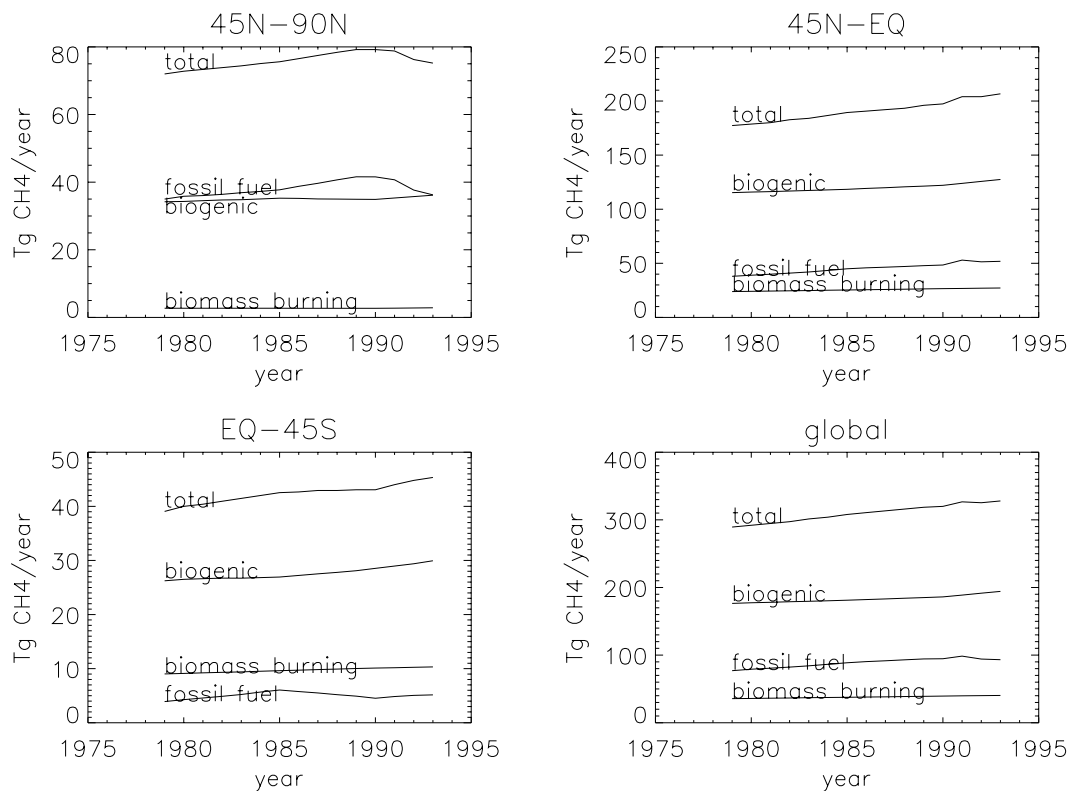 45N-90N
80
60
40
20
0
Tg CH4/year
total
fossil fuel
biogenic
biomass burning
1975 1980 1985 1990 1995
year
45N-EQ
250
200
150
100
50
0
Tg CH4/year
total
biogenic
fossil fuel
biomass burning
1975 1980 1985 1990 1995
year
EQ-45S
50
40
30
20
10
0
Tg CH4/year
total
biogenic
biomass burning
fossil fuel
1975 1980 1985 1990 1995
year
global
400
300
200
100
0
Tg CH4/year
total
biogenic
fossil fuel
biomass burning
1975 1980 1985 1990 1995
year